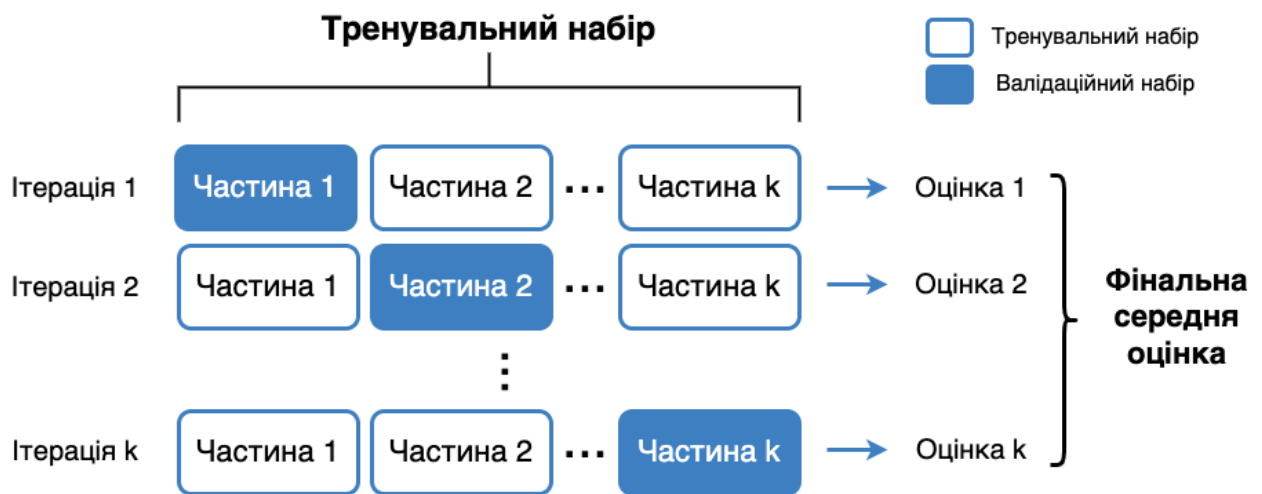 Тренувальний набір
Тренувальний набір
Валідаційний набір
Ітерація 1 Частина 1 Частина 2 ... Частина k Оцінка 1
Ітерація 2 Частина 1 Частина 2 ... Частина k Оцінка 2
Фінальна
середня
оцінка
Ітерація k Частина 1 Частина 2 ... Частина k Оцінка k